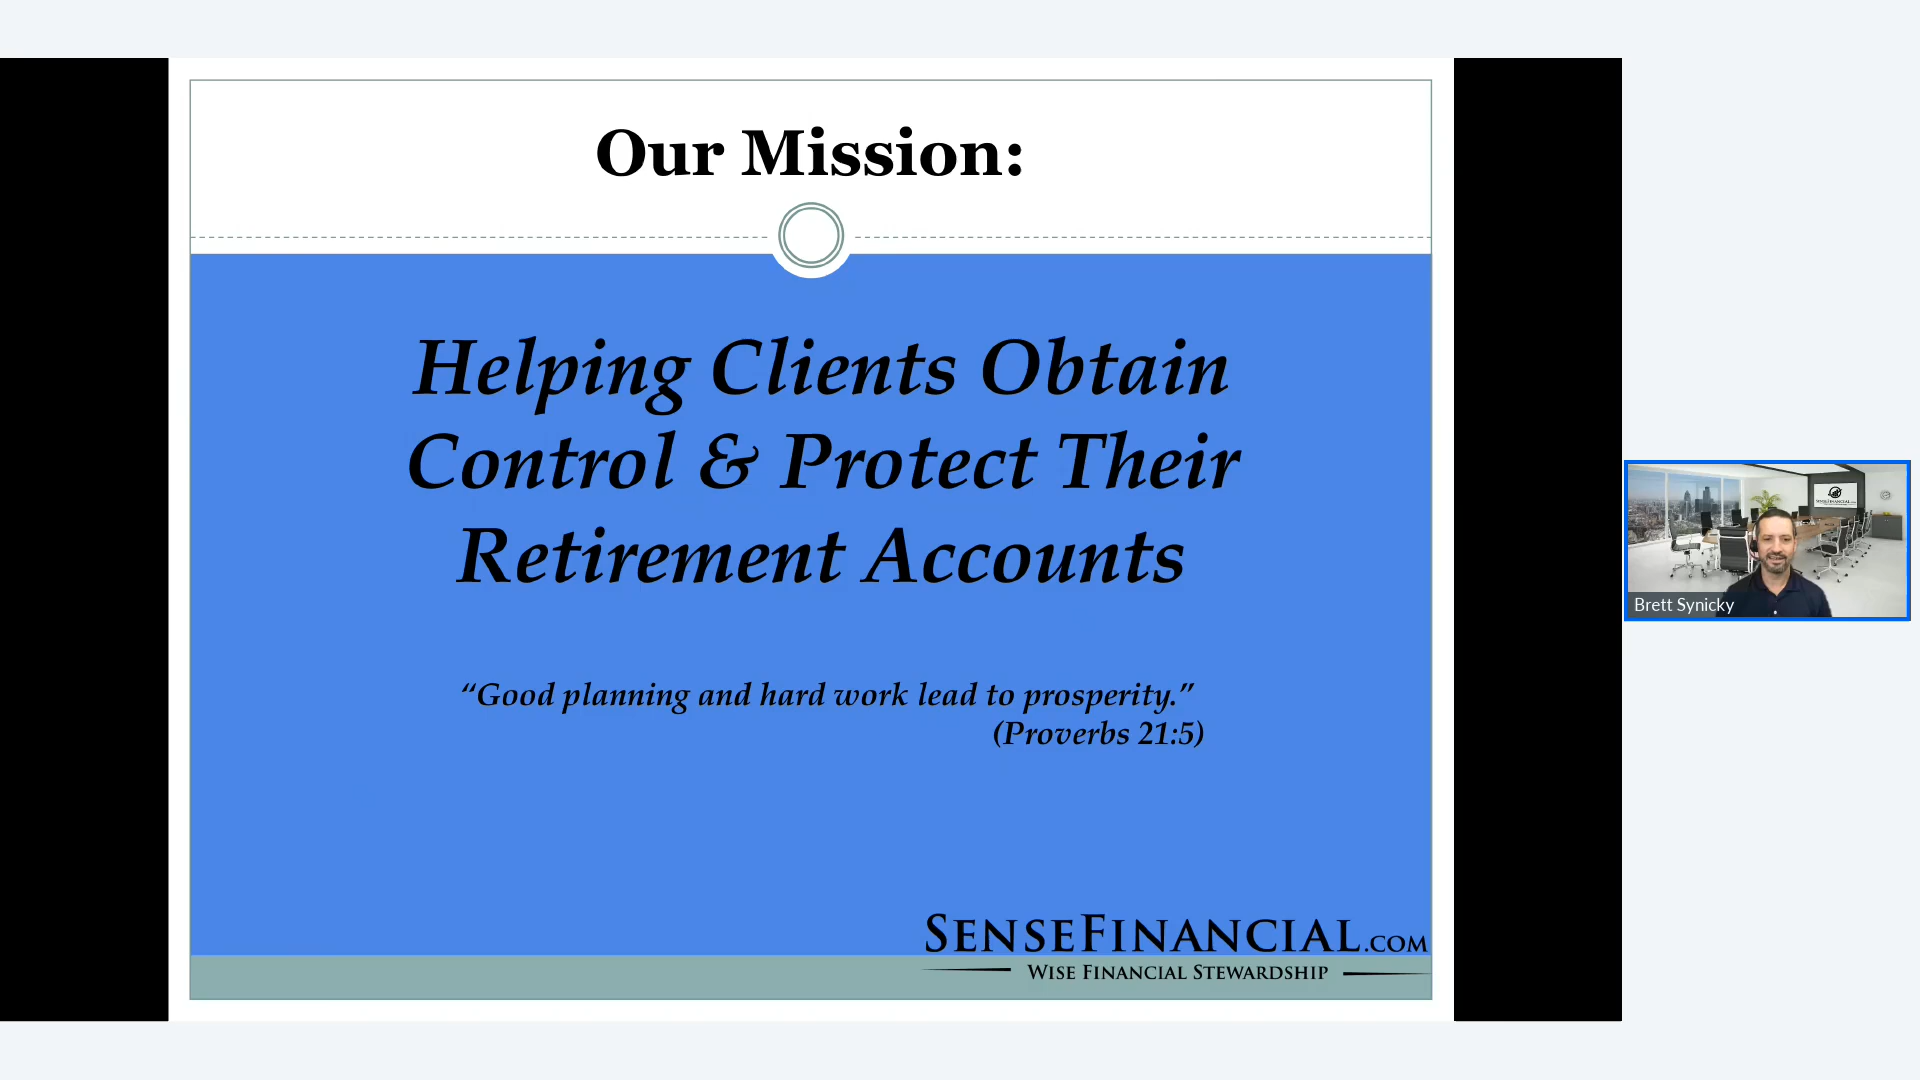 Our Mission:
Helping Clients Obtain
Control & Protect Their
Retirement Accounts
“Good planning and hard work lead to prosperity.”
(Proverbs 21:5)
SENSEFINANCIAL.COM
WISE FINANCIAL STEWARDSHIP
Brett Synicky